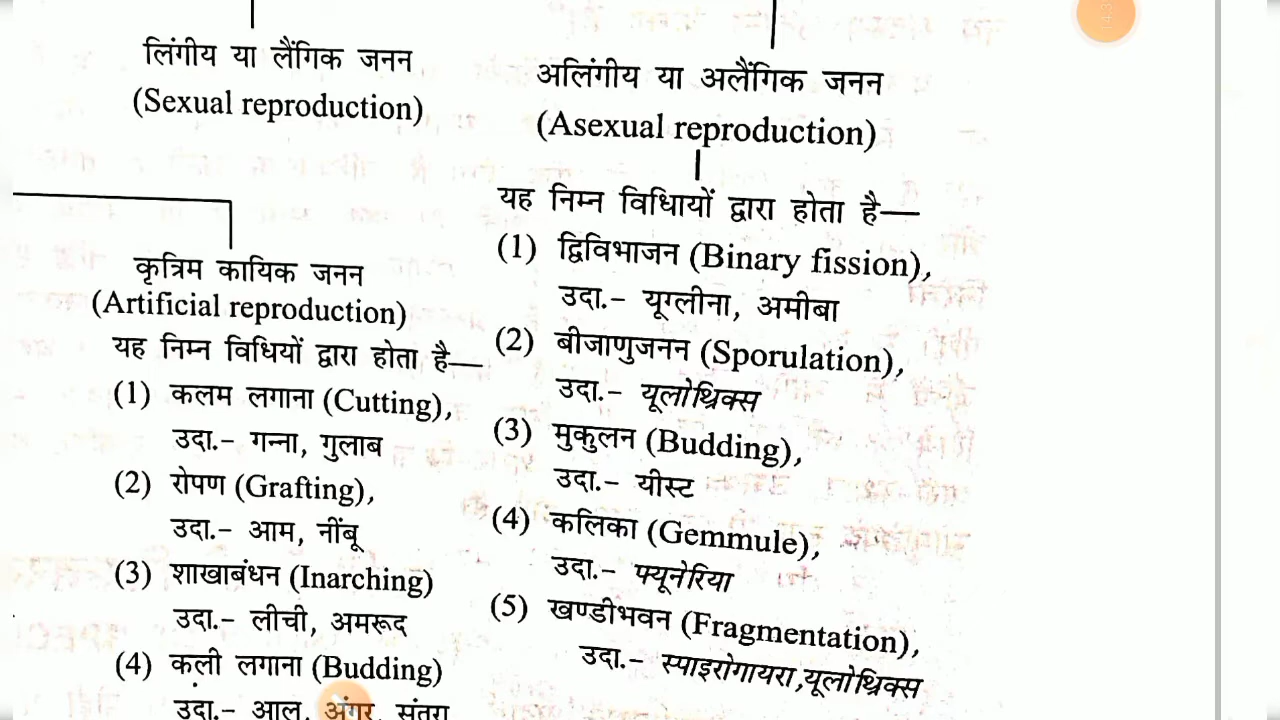 लिंगीय या लैंगिक जनन
(Sexual reproduction)
कृत्रिम कायिक जनन
(Artificial reproduction)
यह निम्न विधियों द्वारा होता है—
(1) कलम लगाना (Cutting),
उदा.– गन्ना, गुलाब
(2) रोपण (Grafting),
उदा.– आम, नींबू
(3) शाखाबंधन (Inarching)
उदा.– लीची, अमरूद
(4) कली लगाना (Budding)
उदा.– आलू, अंगूर, संतरा
अलिंगीय या अलैंगिक जनन
(Asexual reproduction)
यह निम्न विधिायों द्वारा होता है—
(1) द्विविभाजन (Binary fission),
उदा.– यूग्लीना, अमीबा
(2) बीजाणुजनन (Sporulation),
उदा.– यूलोथ्रिक्स
(3) मुकुलन (Budding),
उदा.– यीस्ट
(4) कलिका (Gemmule),
उदा.– फ्यूनेरिया
(5) खण्डीभवन (Fragmentation),
उदा.– स्पाइरोगायरा,यूलोथ्रिक्स